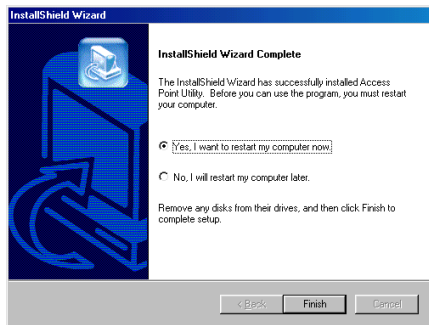 InstallShield Wizard
InstallShield Wizard Complete
The InstallShield Wizard has successfully installed Access
Point Utility. Before you can use the program, you must restart
your computer.
Yes, I want to restart my computer now.
No, I will restart my computer later.
Remove any disks from their drives, and then click Finish to
complete setup.
< Back
Finish
Cancel